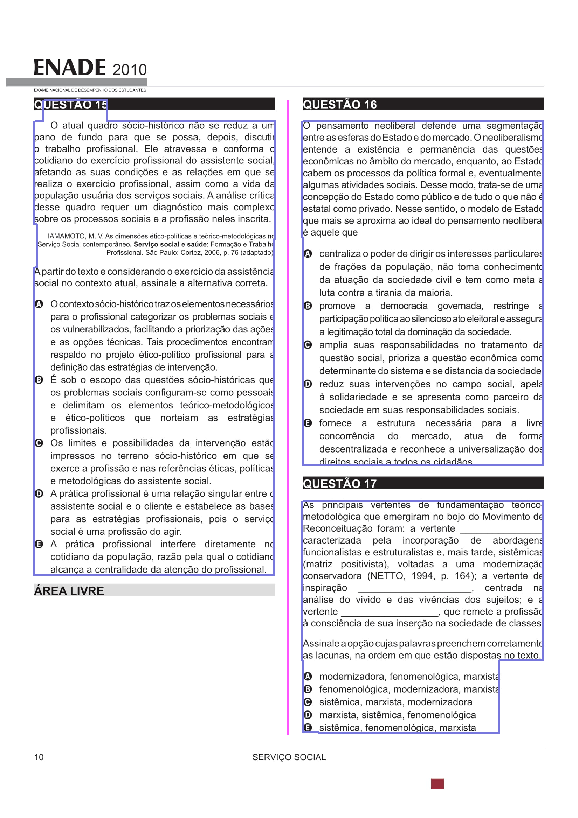 ENADE 2010
EXAME NACIONAL DE DESEMPENHO DOS ESTUDANTES
QUESTÃO 15
O atual quadro sócio-histórico não se reduz a um
pano de fundo para que se possa, depois, discutir
o trabalho profissional. Ele atravessa e conforma o
cotidiano do exercício profissional do assistente social,
afetando as suas condições e as relações em que se
realiza o exercício profissional, assim como a vida da
população usuária dos serviços sociais. A análise crítica
desse quadro requer um diagnóstico mais complexo
sobre os processos sociais e a profissão neles inscrita.
IAMAMOTO, M. V. As dimensões ético-políticas e teórico-metodológicas no
Serviço Social contemporâneo. Serviço social e saúde: Formação e Trabalho
Profissional. São Paulo: Cortez, 2006, p. 76 (adaptado).
A partir do texto e considerando o exercício da assistência
social no contexto atual, assinale a alternativa correta.
A O contexto sócio-histórico traz os elementos necessários
para o profissional categorizar os problemas sociais e
os vulnerabilizados, facilitando a priorização das ações
e as opções técnicas. Tais procedimentos encontram
respaldo no projeto ético-político profissional para a
definição das estratégias de intervenção.
B É sob o escopo das questões sócio-históricas que
os problemas sociais configuram-se como pessoais
e delimitam os elementos teórico-metodológicos
e ético-políticos que norteiam as estratégias
profissionais.
C Os limites e possibilidades da intervenção estão
impressos no terreno sócio-histórico em que se
exerce a profissão e nas referências éticas, políticas
e metodológicas do assistente social.
D A prática profissional é uma relação singular entre o
assistente social e o cliente e estabelece as bases
para as estratégias profissionais, pois o serviço
social é uma profissão do agir.
E A prática profissional interfere diretamente no
cotidiano da população, razão pela qual o cotidiano
alcança a centralidade da atenção do profissional.
ÁREA LIVRE
QUESTÃO 16
O pensamento neoliberal defende uma segmentação
entre as esferas do Estado e do mercado. O neoliberalismo
entende a existência e permanência das questões
econômicas no âmbito do mercado, enquanto, ao Estado
cabem os processos da política formal e, eventualmente,
algumas atividades sociais. Desse modo, trata-se de uma
concepção do Estado como público e de tudo o que não é
estatal como privado. Nesse sentido, o modelo de Estado
que mais se aproxima ao ideal do pensamento neoliberal
é aquele que
A centraliza o poder de dirigir os interesses particulares
de frações da população, não toma conhecimento
da atuação da sociedade civil e tem como meta a
luta contra a tirania da maioria.
B promove a democracia governada, restringe a
participação política ao silencioso ato eleitoral e assegura
a legitimação total da dominação da sociedade.
C amplia suas responsabilidades no tratamento da
questão social, prioriza a questão econômica como
determinante do sistema e se distancia da sociedade.
D reduz suas intervenções no campo social, apela
à solidariedade e se apresenta como parceiro da
sociedade em suas responsabilidades sociais.
E fornece a estrutura necessária para a livre
concorrência do mercado, atua de forma
descentralizada e reconhece a universalização dos
direitos sociais a todos os cidadãos.
QUESTÃO 17
As principais vertentes de fundamentação teórico-
metodológica que emergiram no bojo do Movimento de
Reconceituação foram: a vertente ________________,
caracterizada pela incorporação de abordagens
funcionalistas e estruturalistas e, mais tarde, sistêmicas
(matriz positivista), voltadas a uma modernização
conservadora (NETTO, 1994, p. 164); a vertente de
inspiração ____________________, centrada na
análise do vivido e das vivências dos sujeitos; e a
vertente __________________, que remete a profissão
à consciência de sua inserção na sociedade de classes.
Assinale a opção cujas palavras preenchem corretamente
as lacunas, na ordem em que estão dispostas no texto.
A modernizadora, fenomenológica, marxista
B fenomenológica, modernizadora, marxista
C sistêmica, marxista, modernizadora
D marxista, sistêmica, fenomenológica
E sistêmica, fenomenológica, marxista
10
SERVIÇO SOCIAL